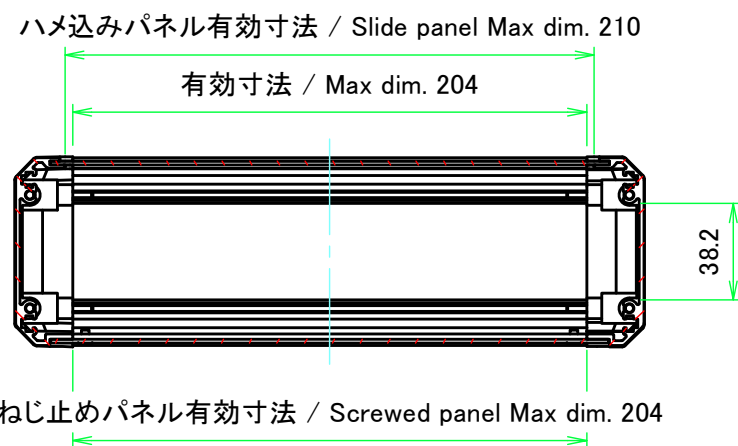 ハメ込みパネル有効寸法 / Slide panel Max dim. 210
有効寸法 / Max dim. 204
38.2
ねじ止めパネル有効寸法 / Screwed panel Max dim. 204